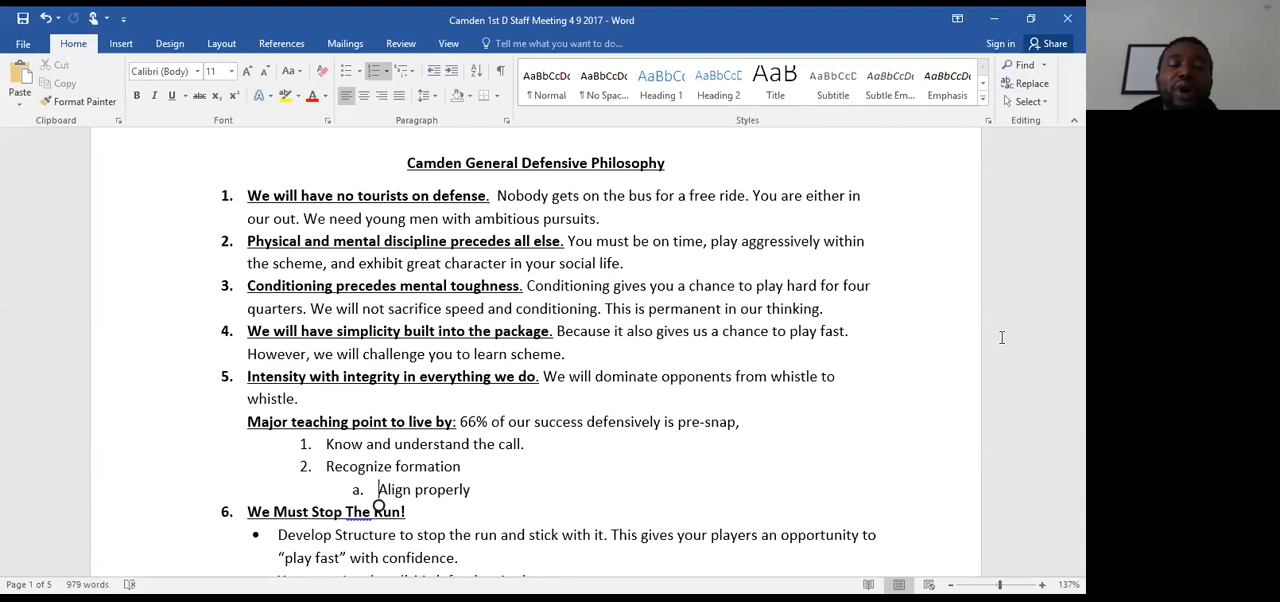 Camden 1st D Staff Meeting 4 9 2017 - Word
File Home Insert Design Layout References Mailings Review View Tell me what you want to do... Sign in Share
Cut
Copy
Format Painter
Paste
Clipboard
Calibri (Body) 11
Font
Paragraph
AaBbCcDc AaBbCcDc AaBbCc AaBbCcD AaB AaBbCcD AaBbCcDc AaBbCcDc
¶ Normal ¶ No Spac... Heading 1 Heading 2 Title Subtitle Subtle Em... Emphasis
Styles
Find
Replace
Select
Editing
Camden General Defensive Philosophy
1. We will have no tourists on defense. Nobody gets on the bus for a free ride. You are either in
our out. We need young men with ambitious pursuits.
2. Physical and mental discipline precedes all else. You must be on time, play aggressively within
the scheme, and exhibit great character in your social life.
3. Conditioning precedes mental toughness. Conditioning gives you a chance to play hard for four
quarters. We will not sacrifice speed and conditioning. This is permanent in our thinking.
4. We will have simplicity built into the package. Because it also gives us a chance to play fast.
However, we will challenge you to learn scheme.
5. Intensity with integrity in everything we do. We will dominate opponents from whistle to
whistle.
Major teaching point to live by: 66% of our success defensively is pre-snap,
1. Know and understand the call.
2. Recognize formation
a. Align properly
6. We Must Stop The Run!
• Develop Structure to stop the run and stick with it. This gives your players an opportunity to
“play fast” with confidence.
Page 1 of 5 979 words 137%